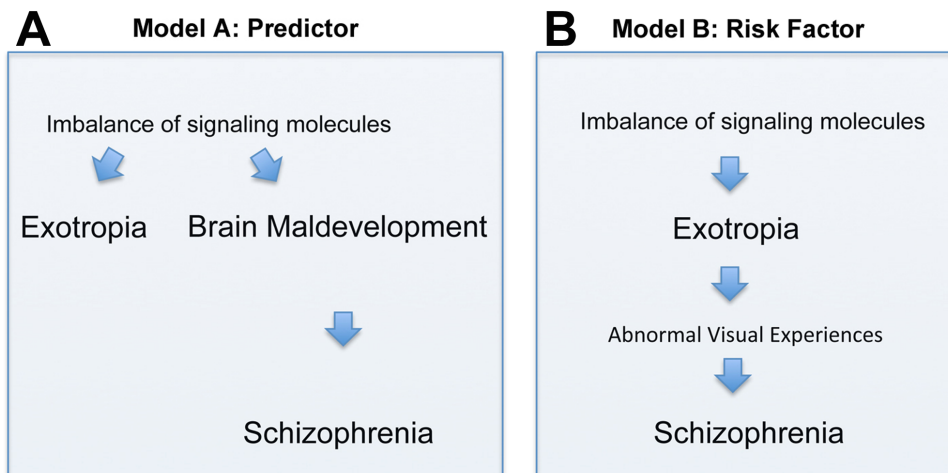 A
Model A: Predictor
Imbalance of signaling molecules
Exotropia
Brain Maldevelopment
Schizophrenia
B
Model B: Risk Factor
Imbalance of signaling molecules
Exotropia
Abnormal Visual Experiences
Schizophrenia